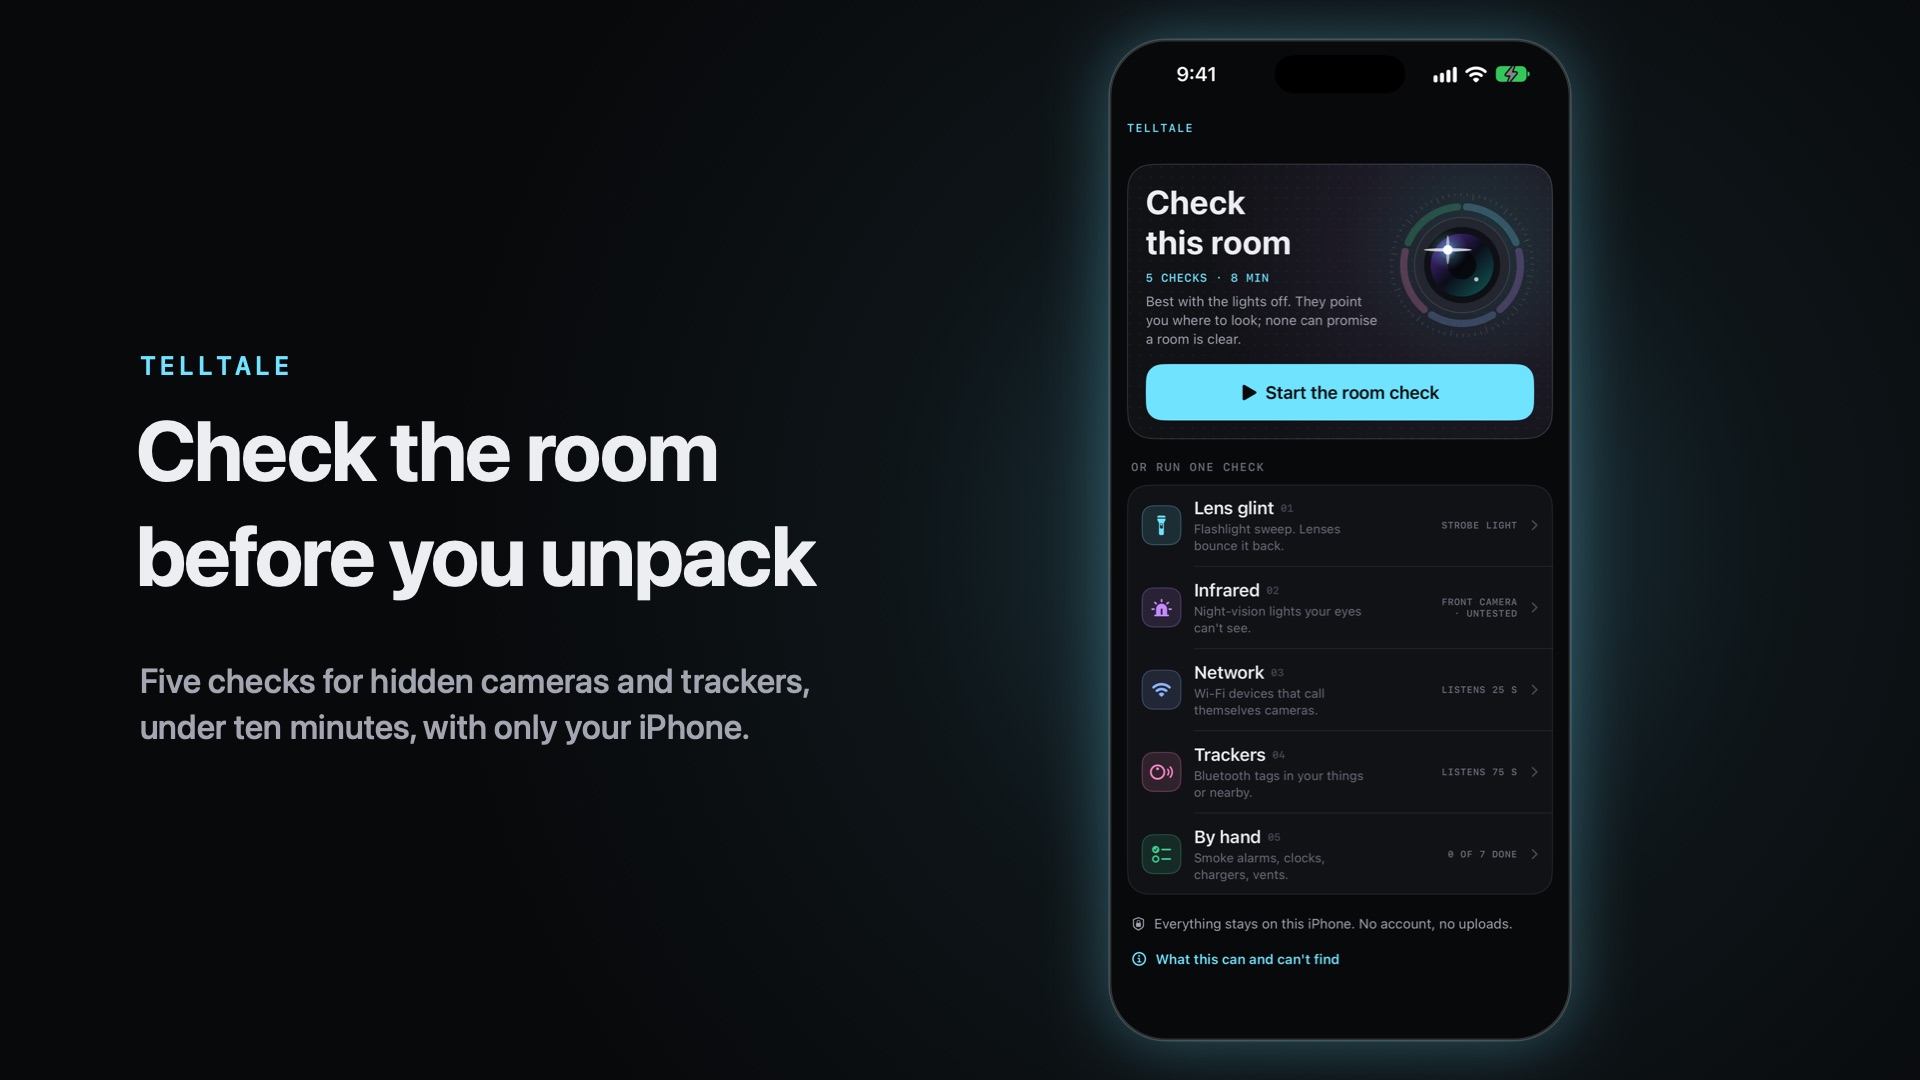 TELLTALE
Check the room
before you unpack
Five checks for hidden cameras and trackers,
under ten minutes, with only your iPhone.
9:41
TELLTALE
Check
this room
5 CHECKS · 8 MIN
Best with the lights off. They point
you where to look; none can promise
a room is clear.
Start the room check
OR RUN ONE CHECK
Lens glint 01
Flashlight sweep. Lenses
bounce it back.
STROBE LIGHT
Infrared 02
Night-vision lights your eyes
can't see.
FRONT CAMERA
· UNTESTED
Network 03
Wi-Fi devices that call
themselves cameras.
LISTENS 25 S
Trackers 04
Bluetooth tags in your things
or nearby.
LISTENS 75 S
By hand 05
Smoke alarms, clocks,
chargers, vents.
0 OF 7 DONE
Everything stays on this iPhone. No account, no uploads.
What this can and can't find